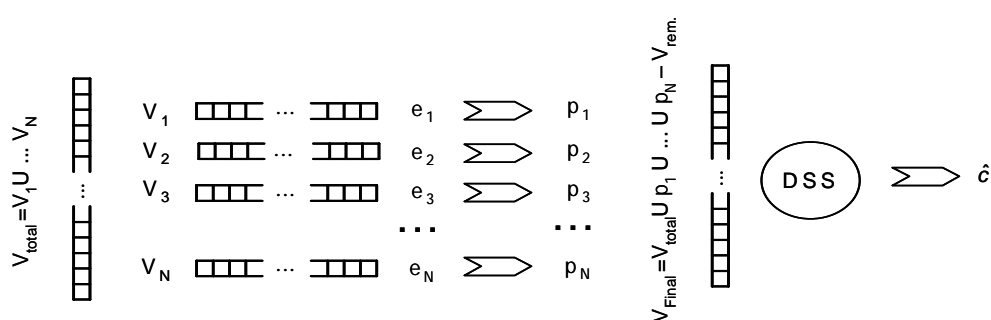 V_total = V_1 U ... V_N
...
V_1 ... e_1 p_1
V_2 ... e_2 p_2
V_3 ... e_3 p_3
... ...
V_N ... e_N p_N
V_Final = V_total U p_1 U ... U p_N – V_rem.
...
DSS
ĉ